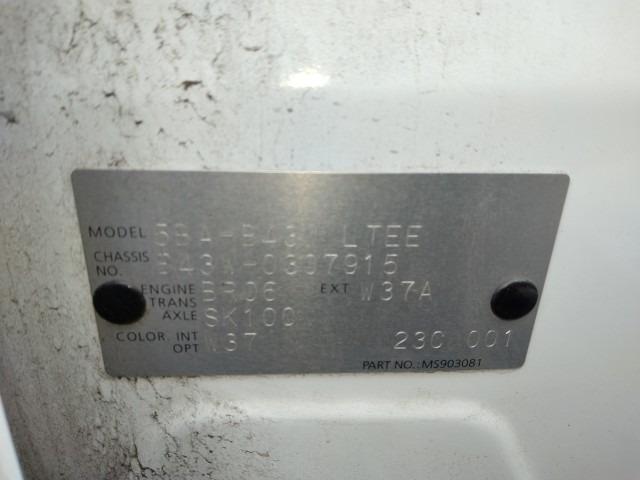 MODEL 5BA-B43W LTEE
CHASSIS NO. B43W-0307915
ENGINE BR06 EXT W37A
TRANS
AXLE SK100
COLOR. INT W37 23C 001
OPT
PART NO.: MS903081